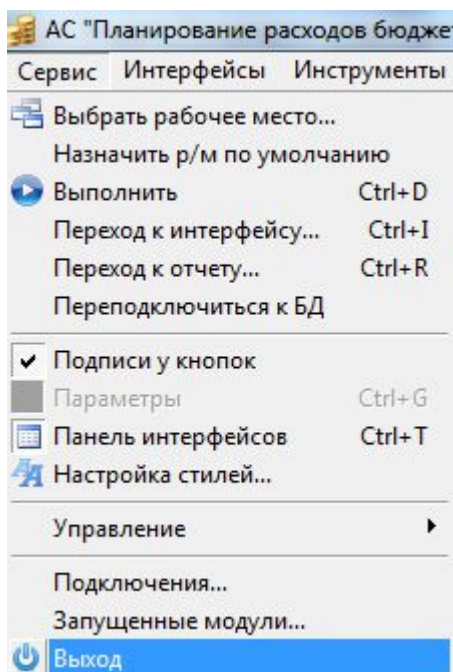 АС "Планирование расходов бюдже
Сервис Интерфейсы Инструменты
Выбрать рабочее место...
Назначить р/м по умолчанию
Выполнить Ctrl+D
Переход к интерфейсу... Ctrl+I
Переход к отчету... Ctrl+R
Переподключиться к БД
Подписи у кнопок
Параметры Ctrl+G
Панель интерфейсов Ctrl+T
Настройка стилей...
Управление
Подключения...
Запущенные модули...
Выход